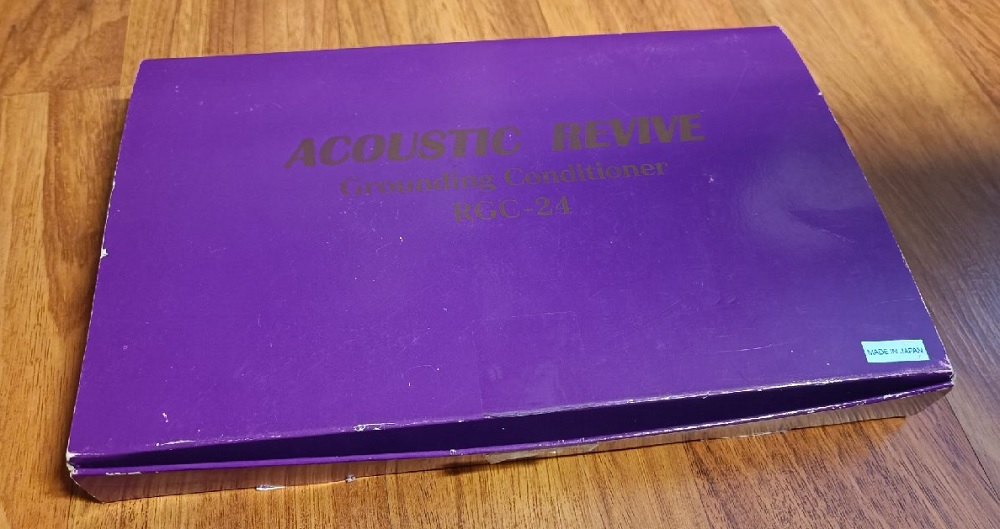 ACOUSTIC REVIVE
Grounding Conditioner
RGC-24
MADE IN JAPAN